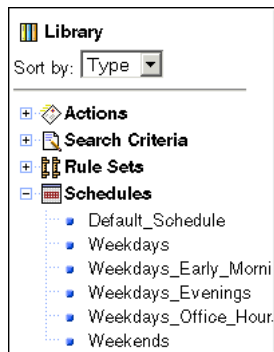 Library
Sort by: Type
Actions
Search Criteria
Rule Sets
Schedules
Default_Schedule
Weekdays
Weekdays_Early_Morni
Weekdays_Evenings
Weekdays_Office_Hour
Weekends